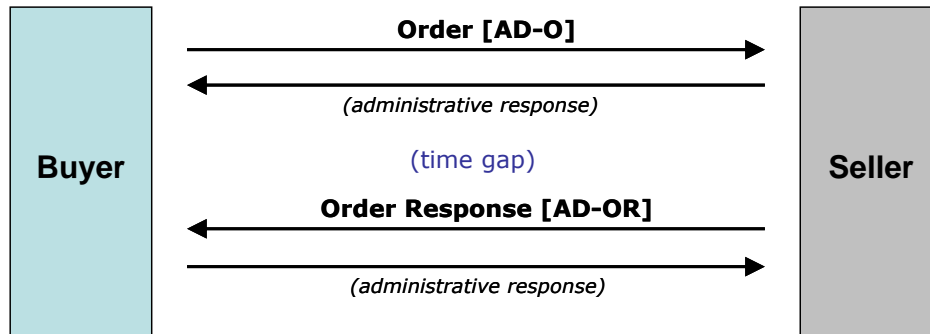 Order [AD-O]
(administrative response)
Buyer
(time gap)
Seller
Order Response [AD-OR]
(administrative response)